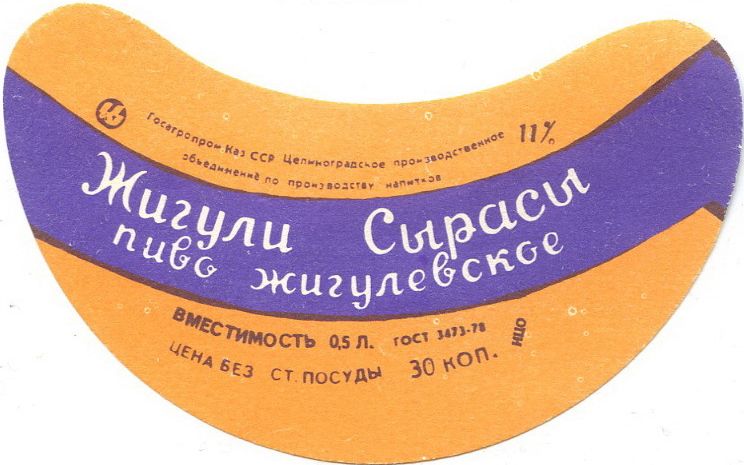 Госагропром Каз ССР Целиноградское производственное 11%
объединение по производству напитков
Жигули Сырасы
пиво жигулевское
ВМЕСТИМОСТЬ 0,5 Л. ГОСТ 3473-78
ЦЕНА БЕЗ СТ. ПОСУДЫ 30 КОП. НЦО